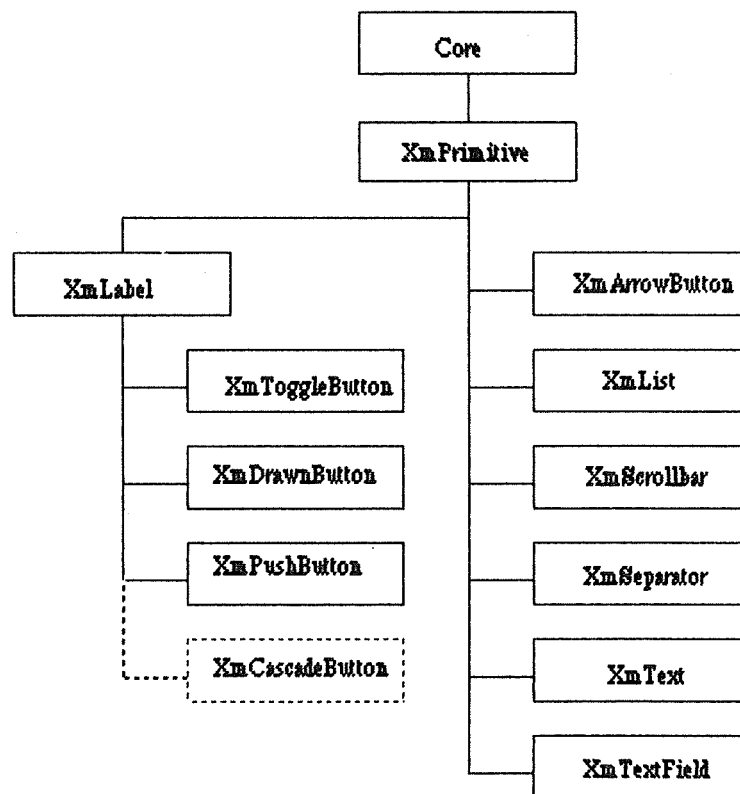 Core
XmPrimitive
XmLabel
XmArrowButton
XmToggleButton
XmList
XmDrawnButton
XmScrollbar
XmPushButton
XmSeparator
XmCascadeButton
XmText
XmTextField